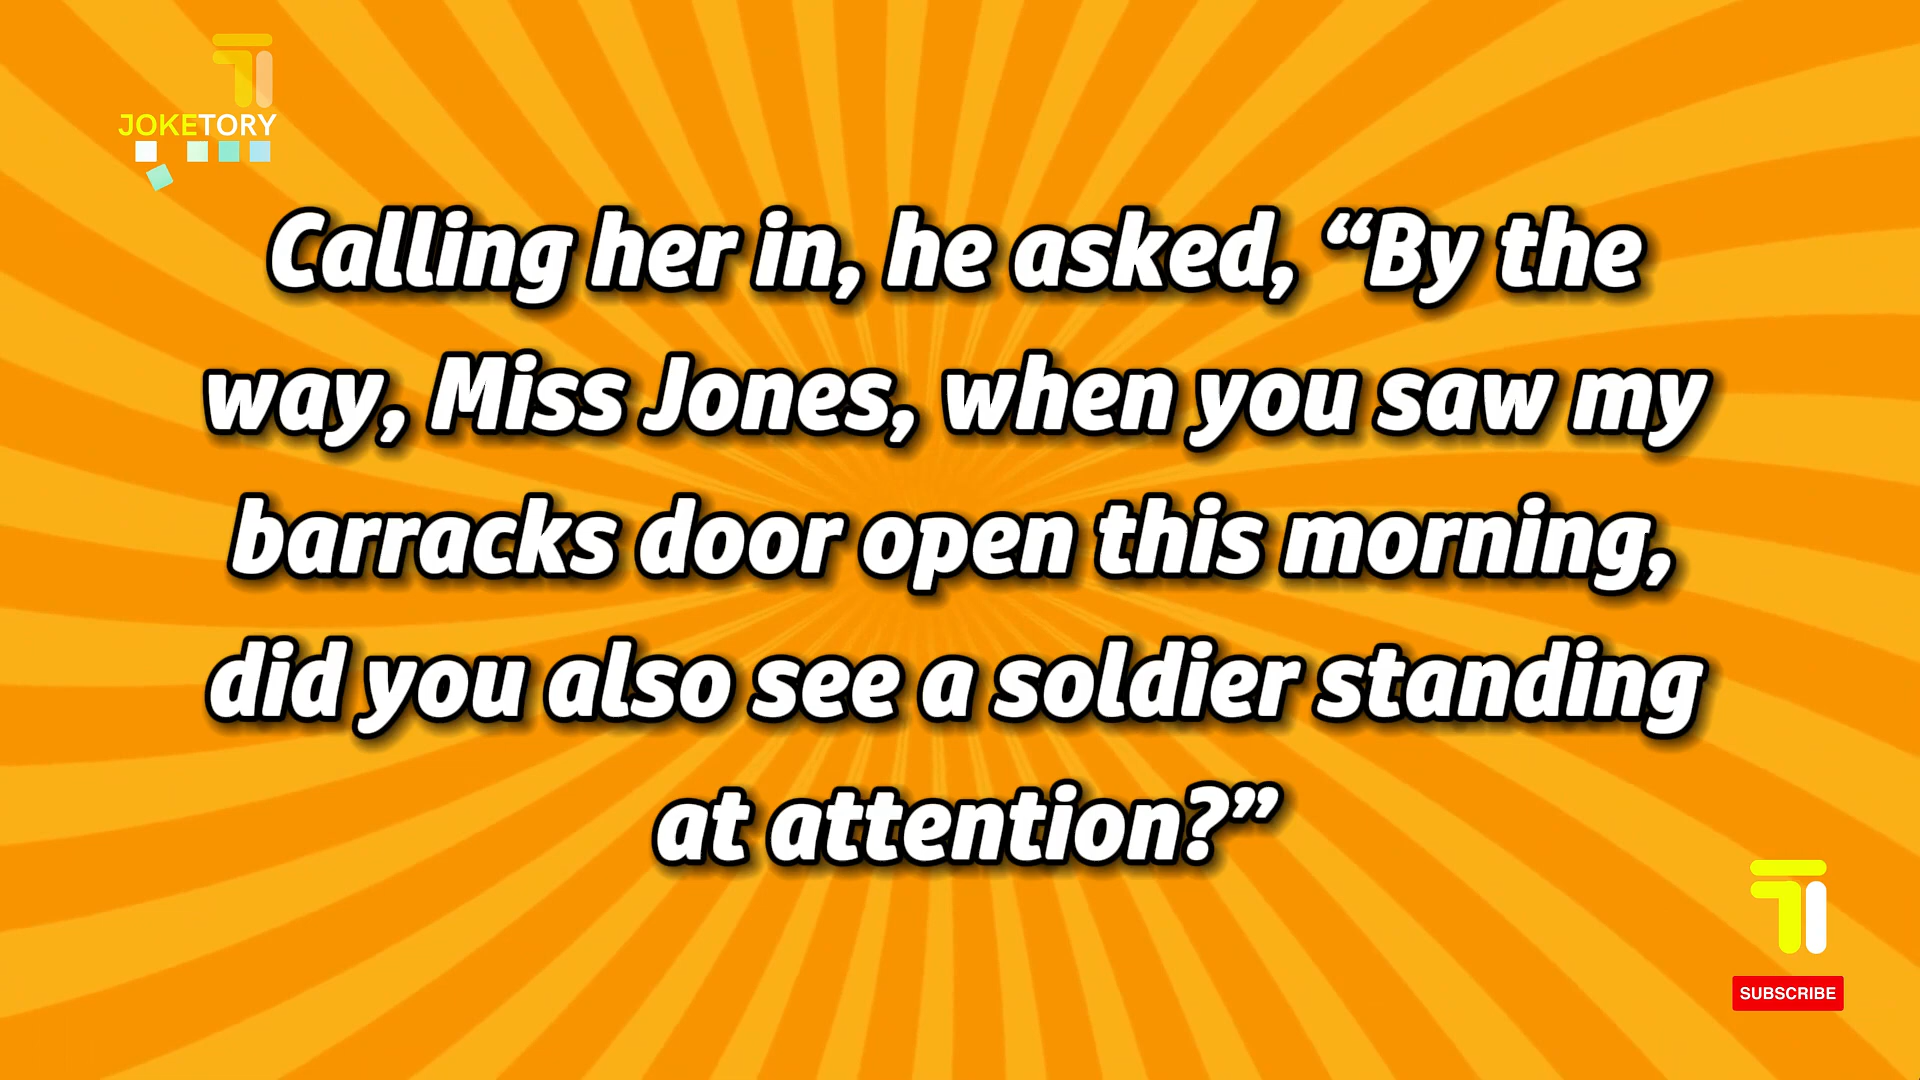 JOKETORY
Calling her in, he asked, “By the
way, Miss Jones, when you saw my
barracks door open this morning,
did you also see a soldier standing
at attention?”
SUBSCRIBE